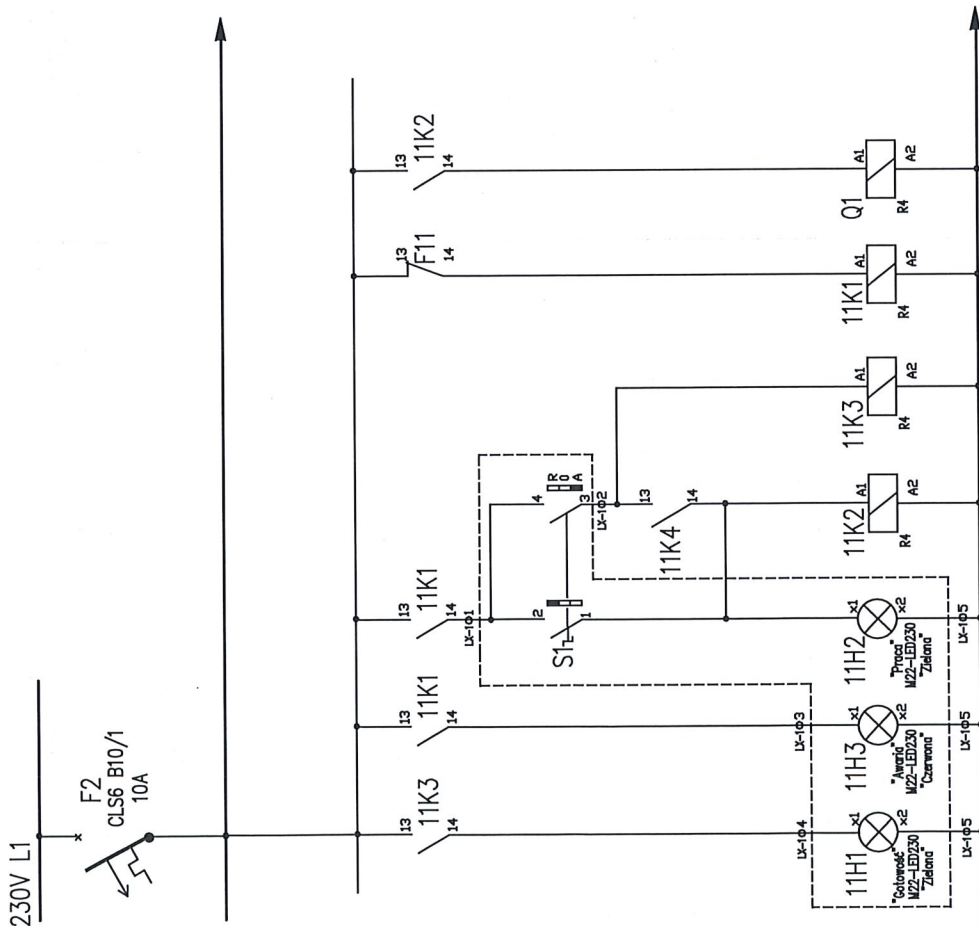 230V L1
F2
CLS6 B10/1
10A
13
11K3
14
LX-104
x1
11H1
x2
"Gotowość"
M22-LED230
"Zielona"
LX-105
13
11K1
14
LX-103
x1
11H3
x2
"Awaria"
M22-LED230
"Czerwona"
LX-105
13
11K1
14
LX-101
2
S1
1
x1
11H2
x2
"Praca"
M22-LED230
"Zielona"
LX-105
4
R
0
A
3
LX-102
13
11K4
14
A1
11K2
A2
R4
A1
11K3
A2
R4
13
F11
14
A1
11K1
A2
R4
13
11K2
14
A1
Q1
A2
R4